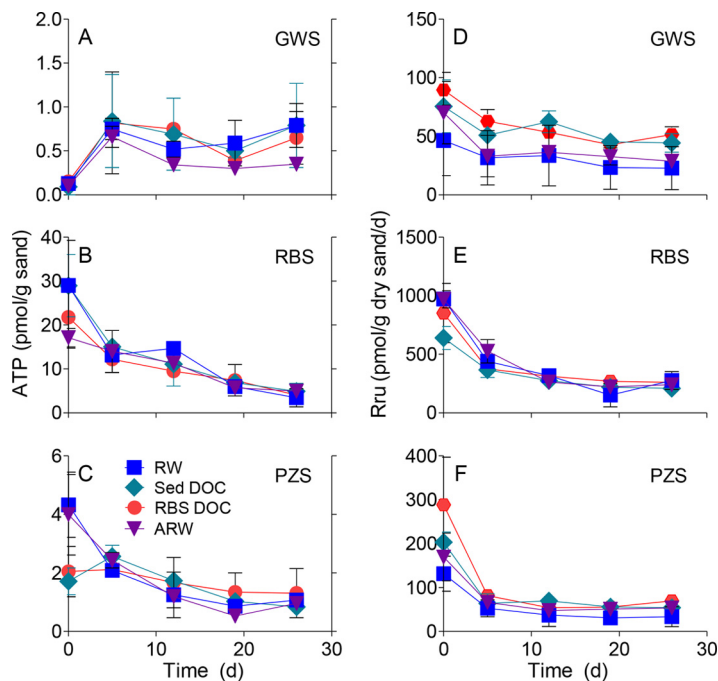 A GWS
2.0
1.5
1.0
0.5
0.0
D GWS
150
100
50
0
B RBS
40
30
20
10
0
ATP (pmol/g sand)
E RBS
1500
1000
500
0
Rru (pmol/g dry sand/d)
C PZS
6
4
2
0
RW
Sed DOC
RBS DOC
ARW
0 10 20 30
Time (d)
F PZS
400
300
200
100
0
0 10 20 30
Time (d)